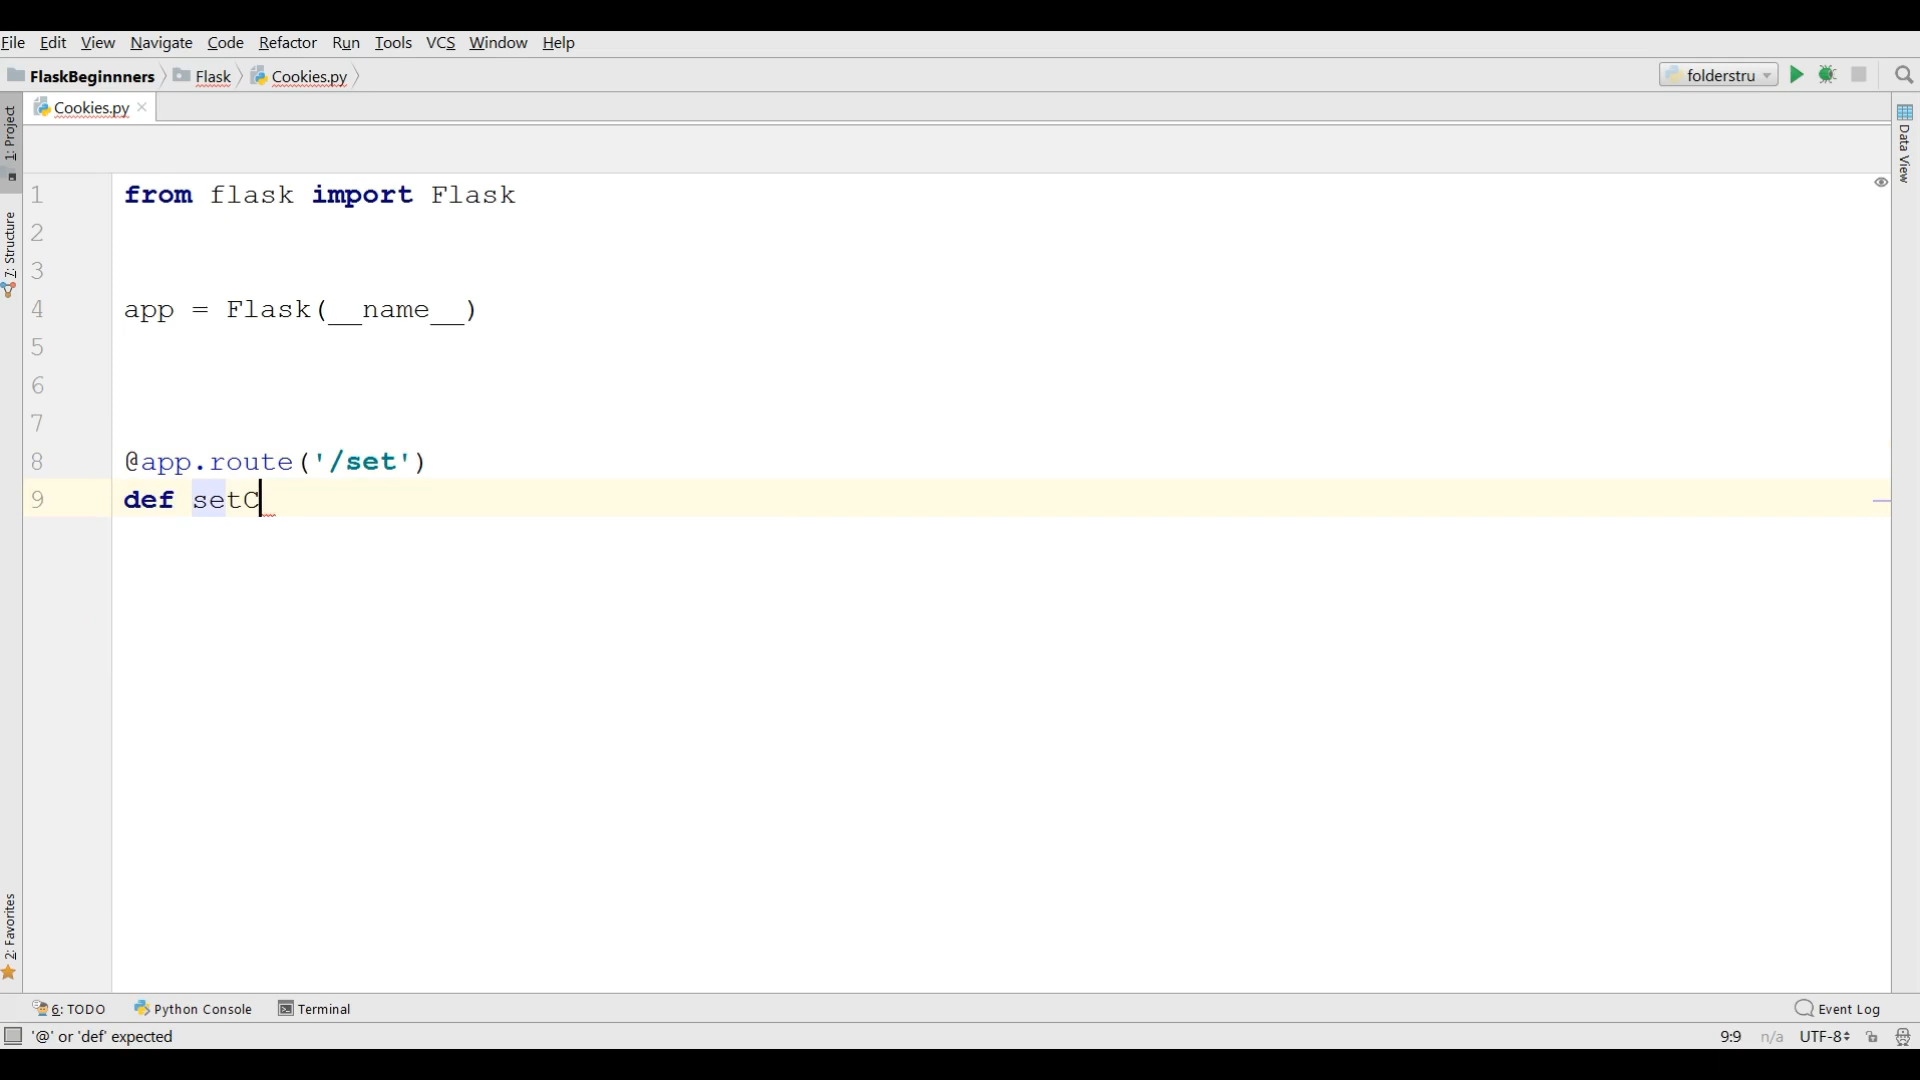 File Edit View Navigate Code Refactor Run Tools VCS Window Help
FlaskBeginnners Flask Cookies.py folderstru
Cookies.py
1: Project
7: Structure
2: Favorites
Data View
1 from flask import Flask
2
3
4 app = Flask(__name__)
5
6
7
8 @app.route('/set')
9 def setC
6: TODO Python Console Terminal Event Log
'@' or 'def' expected 9:9 n/a UTF-8